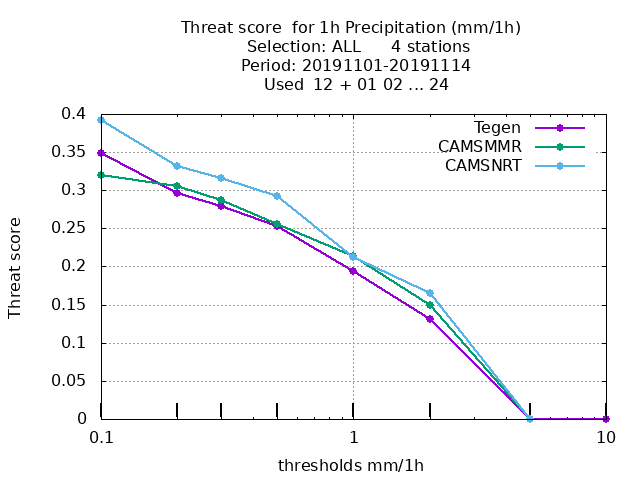 Threat score  for 1h Precipitation (mm/1h)
Selection: ALL      4 stations
Period: 20191101-20191114
Used  12 + 01 02 ... 24
Tegen
CAMSMMR
CAMSNRT
0.4
0.35
0.3
0.25
0.2
0.15
0.1
0.05
0
Threat score
0.1
1
10
thresholds mm/1h